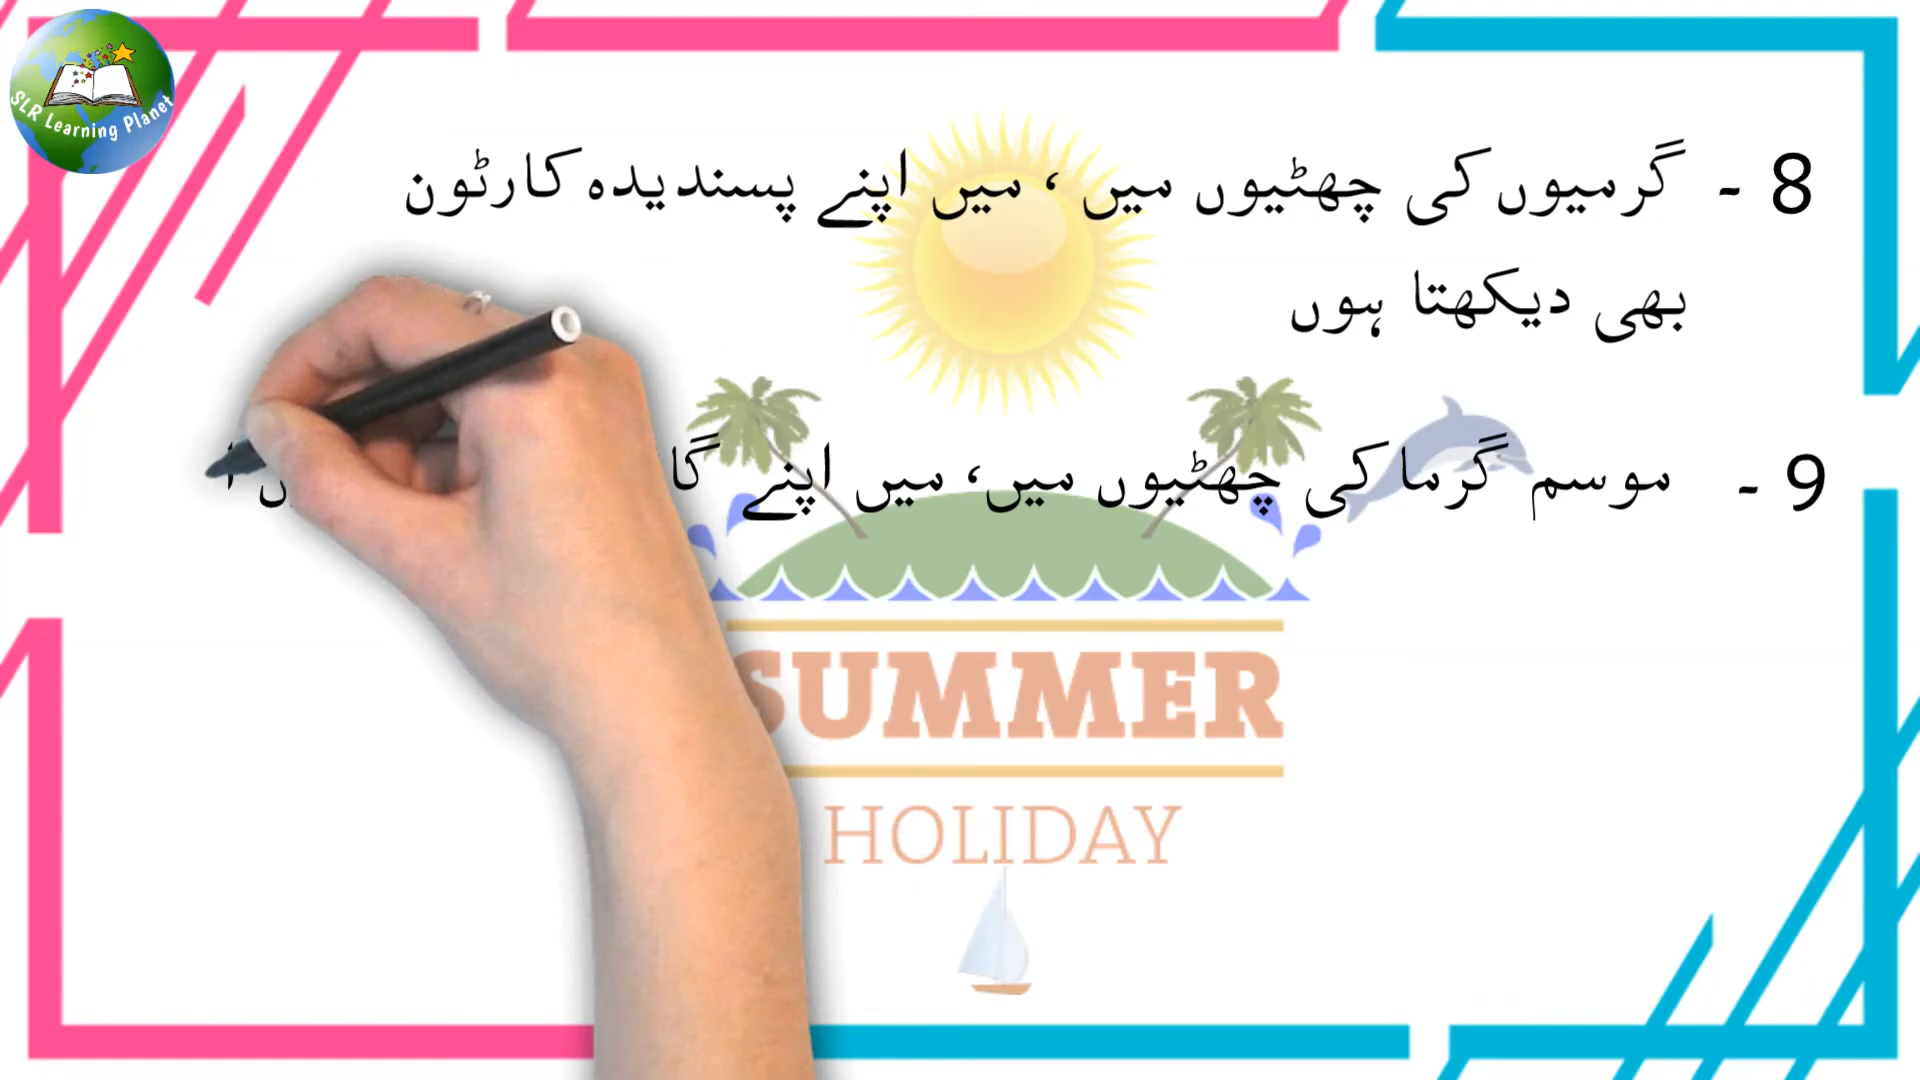 SLR Learning Planet
8 ۔ گرمیوں کی چھٹیوں میں ، میں اپنے پسندیدہ کارٹون
بھی دیکھتا ہوں
9 ۔ موسم گرما کی چھٹیوں میں، میں اپنے
SUMMER
HOLIDAY